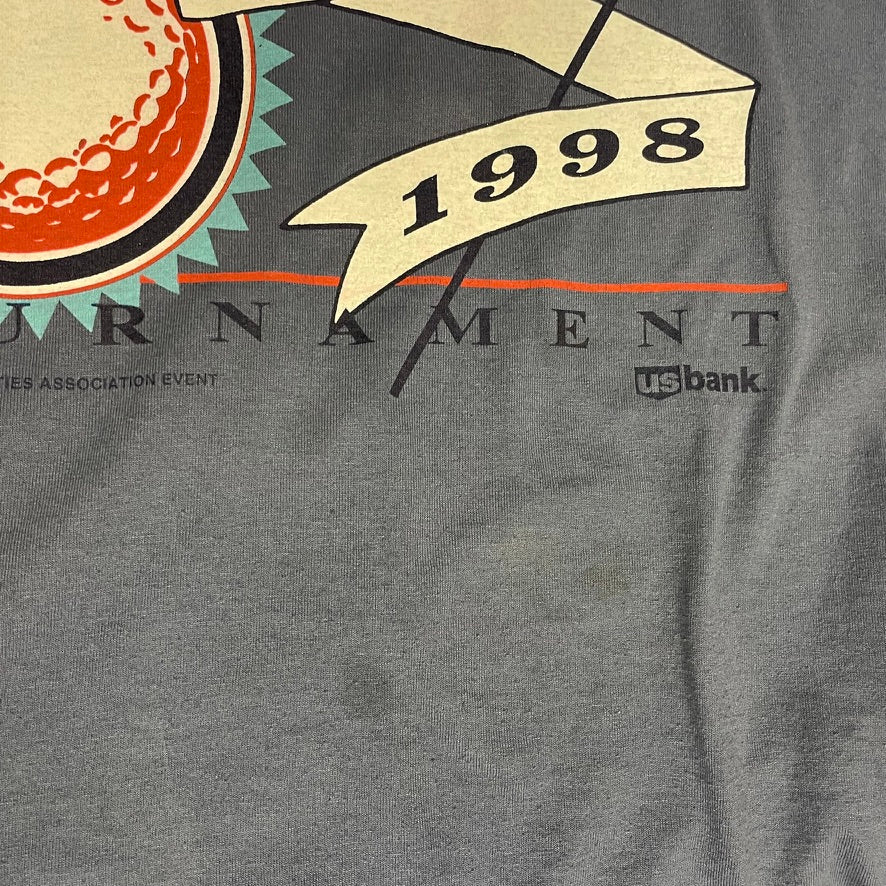 1998
URNAMENT
TIES ASSOCIATION EVENT
usbank.